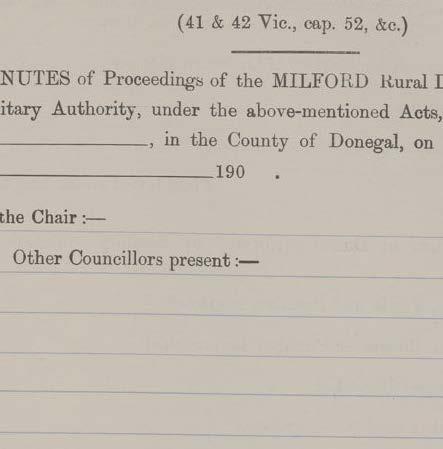 (41 & 42 Vic., cap. 52, &c.)
NUTES of Proceedings of the MILFORD Rural D
itary Authority, under the above-mentioned Acts,
, in the County of Donegal, on
190 .
the Chair :—
Other Councillors present :—